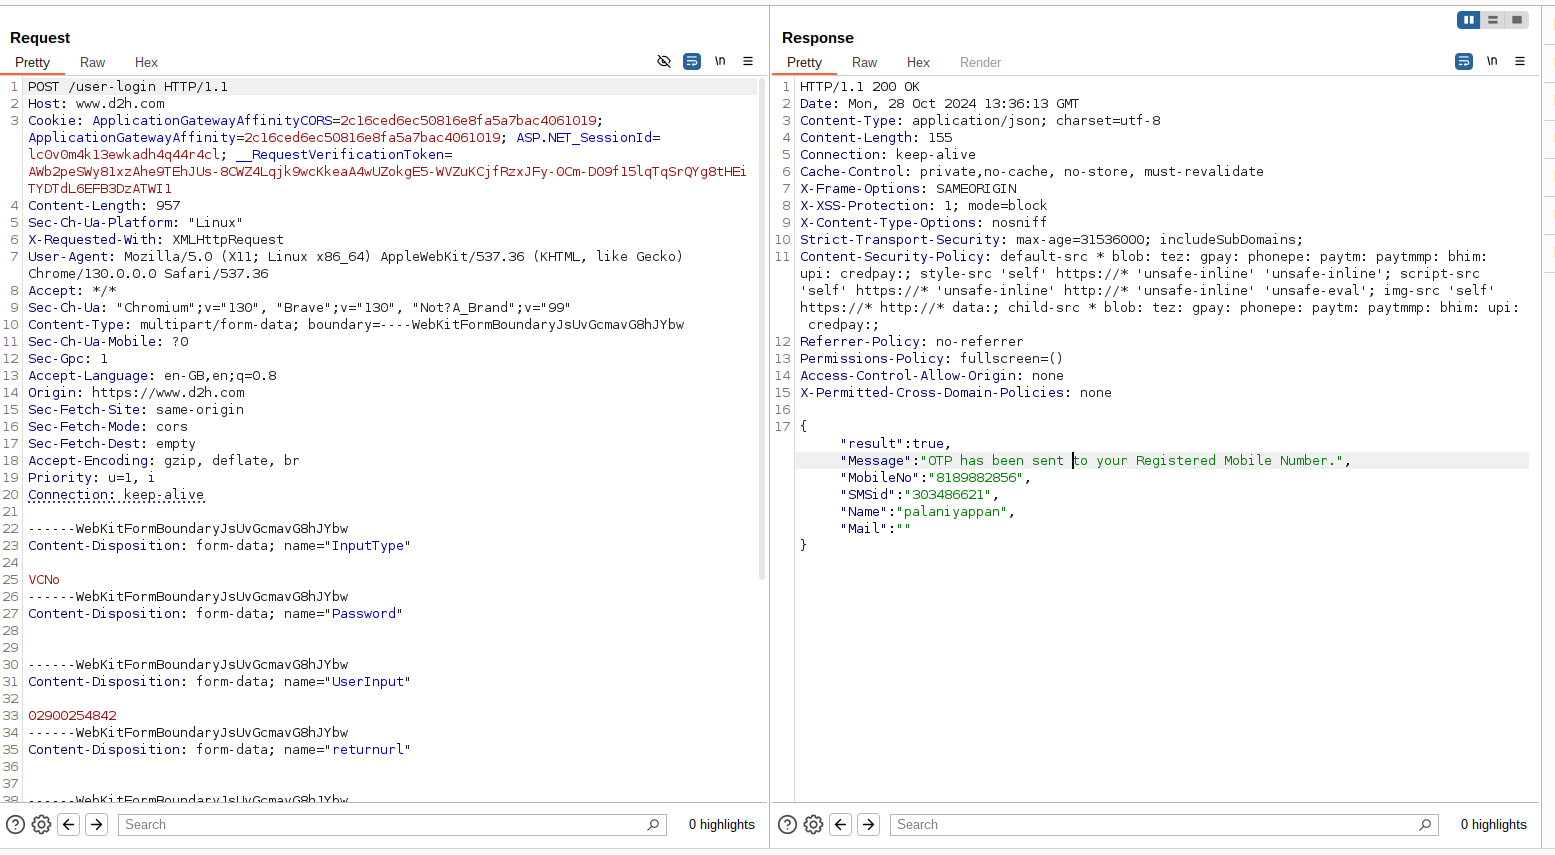 Request
Pretty Raw Hex
\n
1 POST /user-login HTTP/1.1
2 Host: www.d2h.com
3 Cookie: ApplicationGatewayAffinityCORS=2c16ced6ec50816e8fa5a7bac4061019;
ApplicationGatewayAffinity=2c16ced6ec50816e8fa5a7bac4061019; ASP.NET_SessionId=
lc0v0m4k13ewkadh4q44r4cl; __RequestVerificationToken=
AWb2peSWy81xzAhe9TEhJUs-8CWZ4Lqjk9wcKkeaA4wUZokgE5-WVZuKCjfRzxJFy-0Cm-D09f15lqTqSrQYg8tHEi
TYDTdL6EFB3DzATWI1
4 Content-Length: 957
5 Sec-Ch-Ua-Platform: "Linux"
6 X-Requested-With: XMLHttpRequest
7 User-Agent: Mozilla/5.0 (X11; Linux x86_64) AppleWebKit/537.36 (KHTML, like Gecko)
Chrome/130.0.0.0 Safari/537.36
8 Accept: */*
9 Sec-Ch-Ua: "Chromium";v="130", "Brave";v="130", "Not?A_Brand";v="99"
10 Content-Type: multipart/form-data; boundary=----WebKitFormBoundaryJsUvGcmavG8hJYbw
11 Sec-Ch-Ua-Mobile: ?0
12 Sec-Gpc: 1
13 Accept-Language: en-GB,en;q=0.8
14 Origin: https://www.d2h.com
15 Sec-Fetch-Site: same-origin
16 Sec-Fetch-Mode: cors
17 Sec-Fetch-Dest: empty
18 Accept-Encoding: gzip, deflate, br
19 Priority: u=1, i
20 Connection: keep-alive
21
22 ------WebKitFormBoundaryJsUvGcmavG8hJYbw
23 Content-Disposition: form-data; name="InputType"
24
25 VCNo
26 ------WebKitFormBoundaryJsUvGcmavG8hJYbw
27 Content-Disposition: form-data; name="Password"
28
29
30 ------WebKitFormBoundaryJsUvGcmavG8hJYbw
31 Content-Disposition: form-data; name="UserInput"
32
33 02900254842
34 ------WebKitFormBoundaryJsUvGcmavG8hJYbw
35 Content-Disposition: form-data; name="returnurl"
36
37
38 ------WebKitFormBoundaryJsUvGcmavG8hJYbw
Search
0 highlights
Response
Pretty Raw Hex Render
\n
1 HTTP/1.1 200 OK
2 Date: Mon, 28 Oct 2024 13:36:13 GMT
3 Content-Type: application/json; charset=utf-8
4 Content-Length: 155
5 Connection: keep-alive
6 Cache-Control: private,no-cache, no-store, must-revalidate
7 X-Frame-Options: SAMEORIGIN
8 X-XSS-Protection: 1; mode=block
9 X-Content-Type-Options: nosniff
10 Strict-Transport-Security: max-age=31536000; includeSubDomains;
11 Content-Security-Policy: default-src * blob: tez: gpay: phonepe: paytm: paytmmp: bhim:
upi: credpay:; style-src 'self' https://* 'unsafe-inline' 'unsafe-inline'; script-src
'self' https://* 'unsafe-inline' http://* 'unsafe-inline' 'unsafe-eval'; img-src 'self'
https://* http://* data:; child-src * blob: tez: gpay: phonepe: paytm: paytmmp: bhim: upi:
credpay:;
12 Referrer-Policy: no-referrer
13 Permissions-Policy: fullscreen=()
14 Access-Control-Allow-Origin: none
15 X-Permitted-Cross-Domain-Policies: none
16
17 {
"result":true,
"Message":"OTP has been sent to your Registered Mobile Number.",
"MobileNo":"8189882856",
"SMSid":"303486621",
"Name":"palaniyappan",
"Mail":""
}
Search
0 highlights